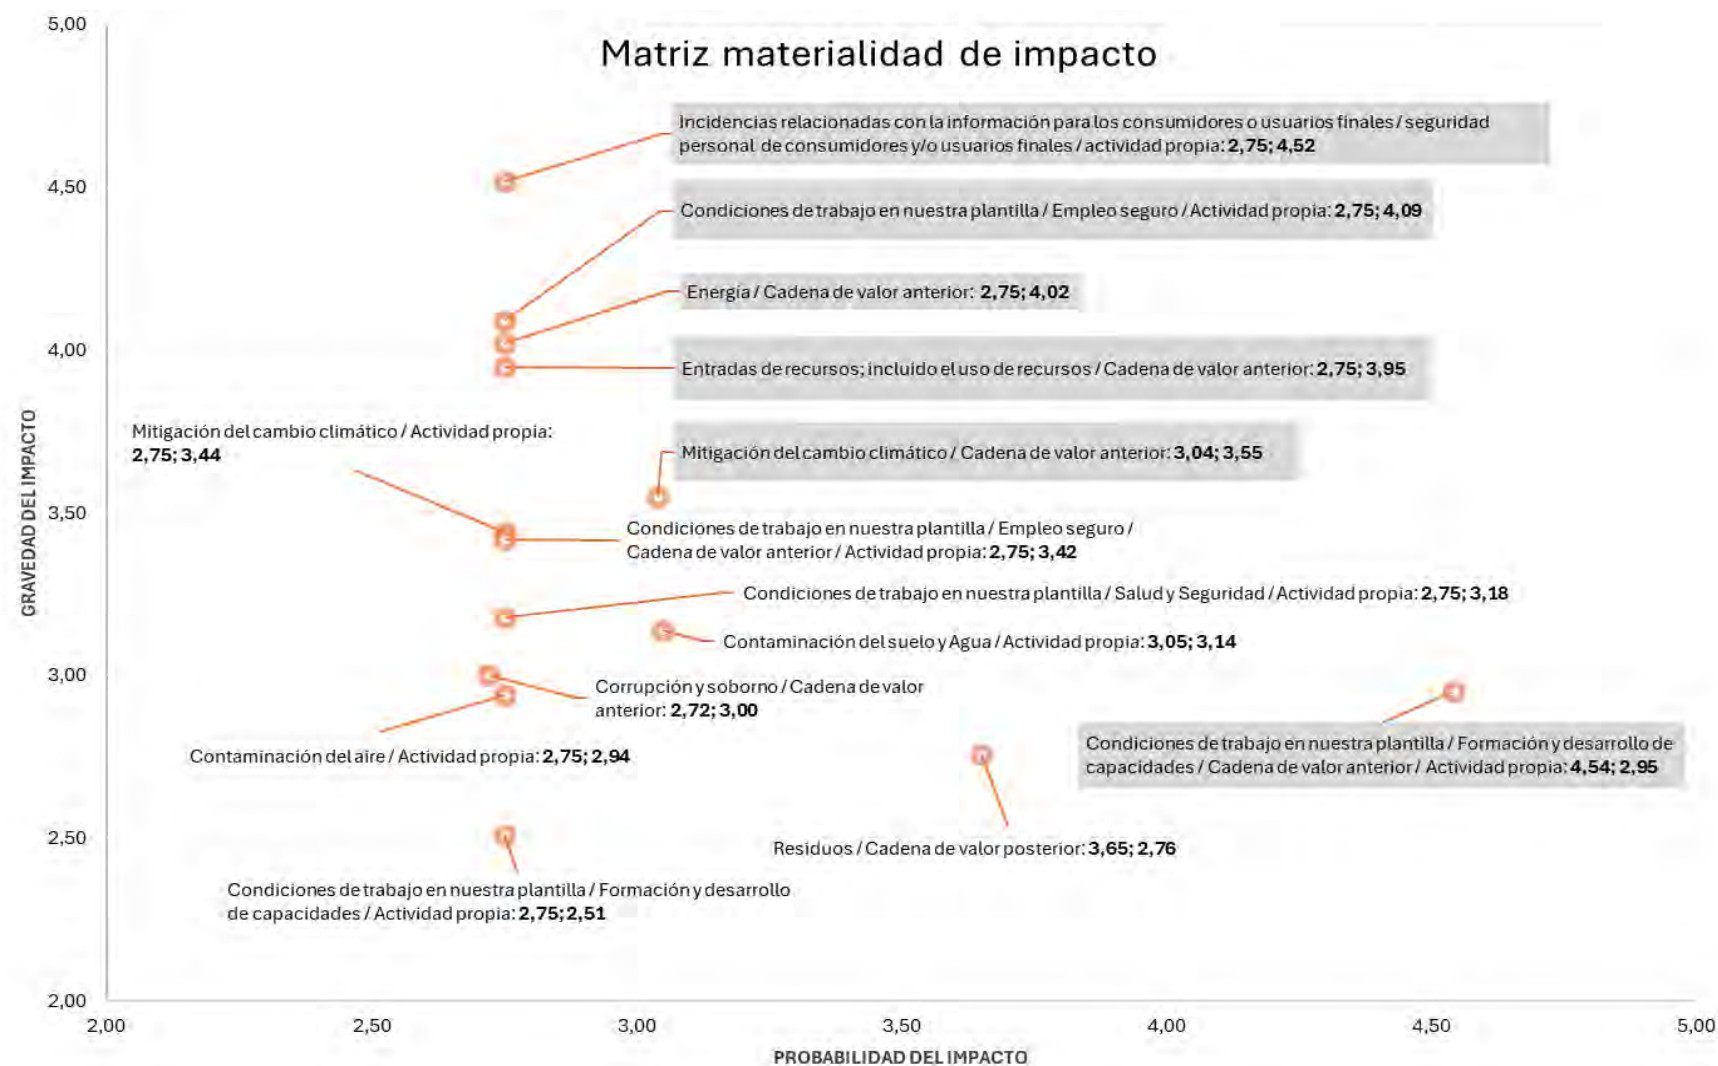 Matriz materialidad de impacto
5,00
4,50
4,00
3,50
3,00
2,50
2,00
GRAVEDAD DEL IMPACTO
Incidencias relacionadas con la información para los consumidores o usuarios finales / seguridad
personal de consumidores y/o usuarios finales / actividad propia: 2,75; 4,52
Condiciones de trabajo en nuestra plantilla / Empleo seguro / Actividad propia: 2,75; 4,09
Energía / Cadena de valor anterior: 2,75; 4,02
Entradas de recursos; incluido el uso de recursos / Cadena de valor anterior: 2,75; 3,95
Mitigación del cambio climático / Actividad propia:
2,75; 3,44
Mitigación del cambio climático / Cadena de valor anterior: 3,04; 3,55
Condiciones de trabajo en nuestra plantilla / Empleo seguro /
Cadena de valor anterior / Actividad propia: 2,75; 3,42
Condiciones de trabajo en nuestra plantilla / Salud y Seguridad / Actividad propia: 2,75; 3,18
Contaminación del suelo y Agua / Actividad propia: 3,05; 3,14
Corrupción y soborno / Cadena de valor
anterior: 2,72; 3,00
Contaminación del aire / Actividad propia: 2,75; 2,94
Condiciones de trabajo en nuestra plantilla / Formación y desarrollo de
capacidades / Cadena de valor anterior / Actividad propia: 4,54; 2,95
Residuos / Cadena de valor posterior: 3,65; 2,76
Condiciones de trabajo en nuestra plantilla / Formación y desarrollo
de capacidades / Actividad propia: 2,75; 2,51
2,00 2,50 3,00 3,50 4,00 4,50 5,00
PROBABILIDAD DEL IMPACTO